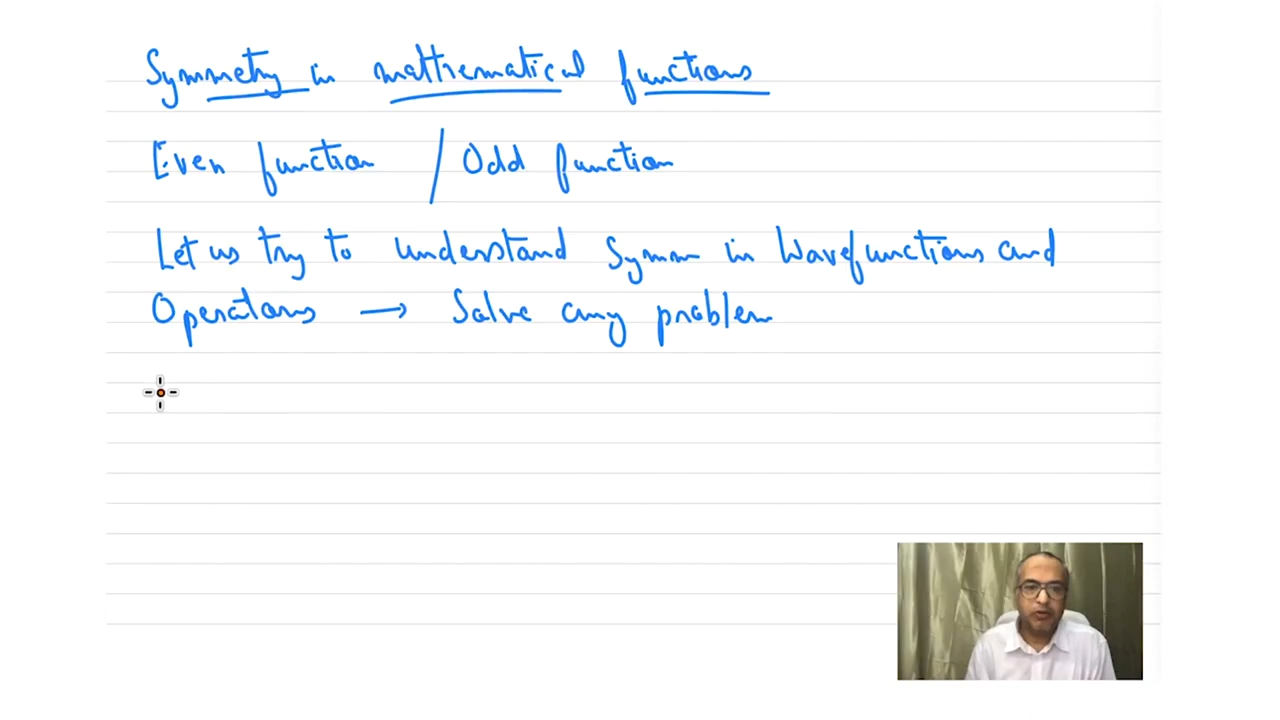 Symmetry in mathematical functions
Even function / Odd function
Let us try to understand Symm in Wavefunctions and
Operators → Solve any problem